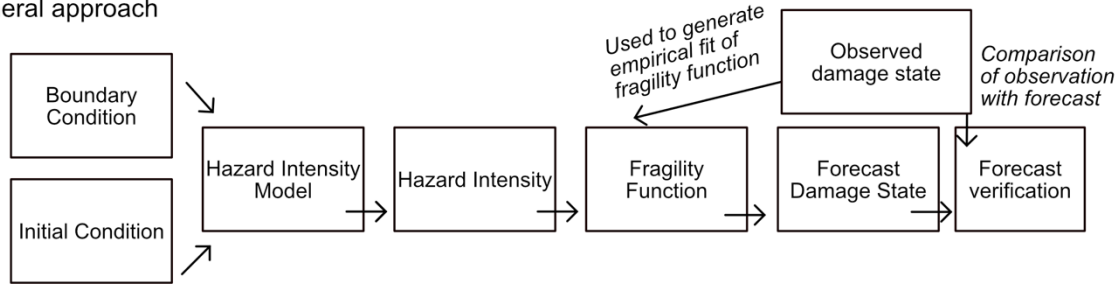 eral approach
Boundary
Condition
Initial Condition
Hazard Intensity
Model
Hazard Intensity
Used to generate
empirical fit of
fragility function
Fragility
Function
Observed
damage state
Comparison
of observation
with forecast
Forecast
Damage State
Forecast
verification